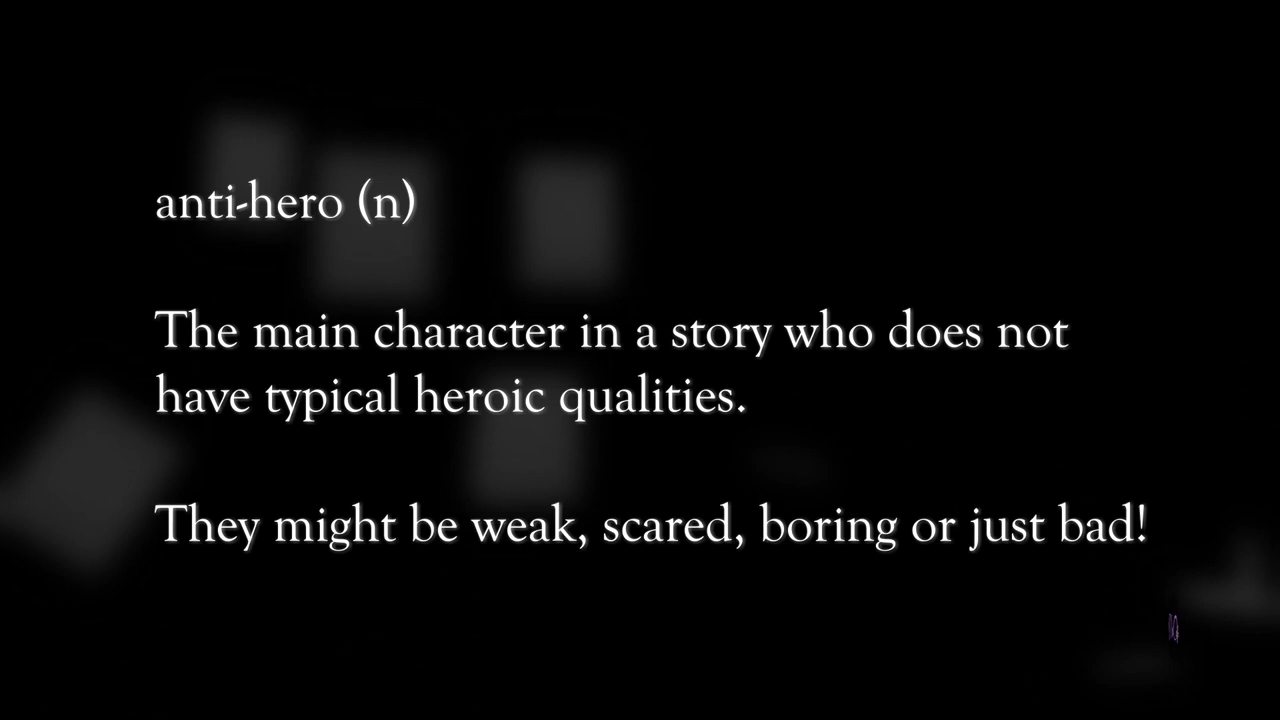 anti-hero (n)
The main character in a story who does not
have typical heroic qualities.
They might be weak, scared, boring or just bad!